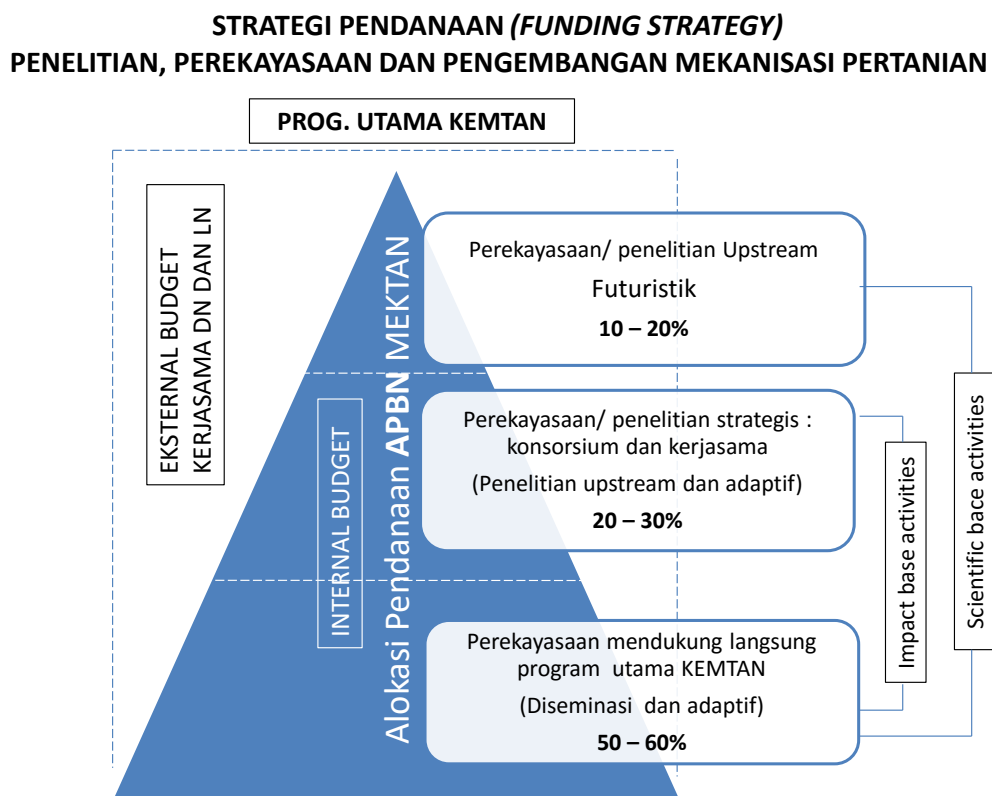 STRATEGI PENDANAAN (FUNDING STRATEGY)
PENELITIAN, PEREKAYASAAN DAN PENGEMBANGAN MEKANISASI PERTANIAN
PROG. UTAMA KEMTAN
EKSTERNAL BUDGET
KERJASAMA DN DAN LN
INTERNAL BUDGET
Alokasi Pendanaan APBN MEKTAN
Perekayasaan/ penelitian Upstream
Futuristik
10 – 20%
Perekayasaan/ penelitian strategis :
konsorsium dan kerjasama
(Penelitian upstream dan adaptif)
20 – 30%
Perekayasaan mendukung langsung
program utama KEMTAN
(Diseminasi dan adaptif)
50 – 60%
Impact base activities
Scientific bace activities